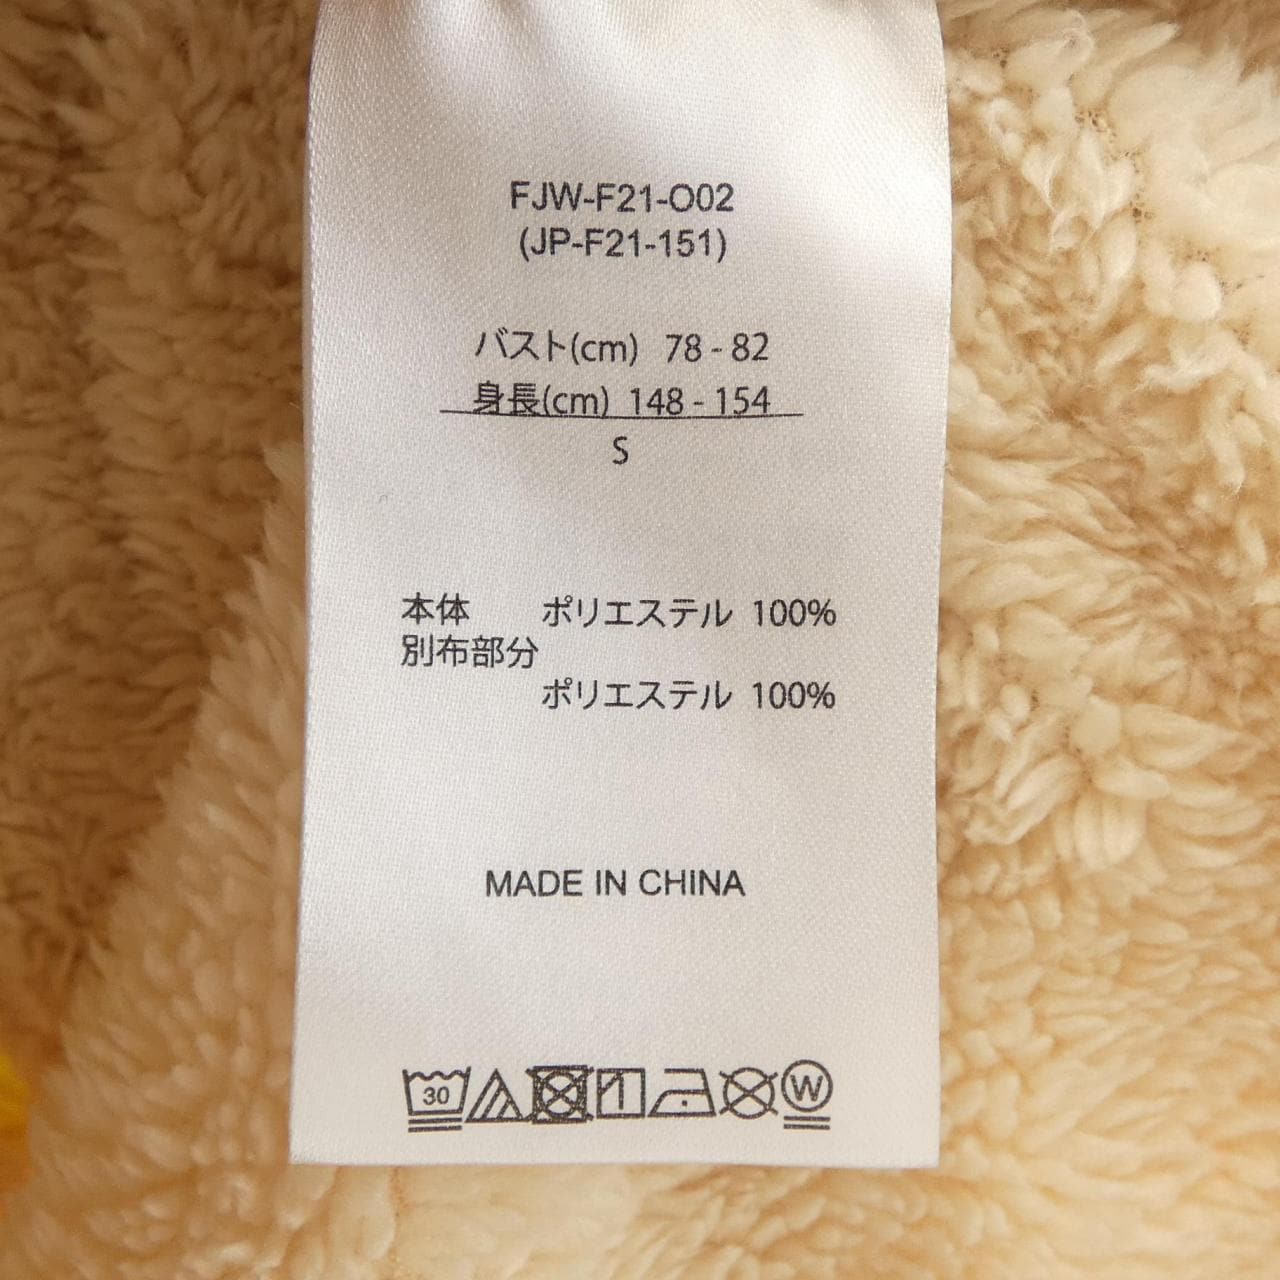 FJW-F21-O02
(JP-F21-151)
バスト(cm) 78 - 82
身長(cm) 148 - 154
S
本体 ポリエステル 100%
別布部分
ポリエステル 100%
MADE IN CHINA
30 W